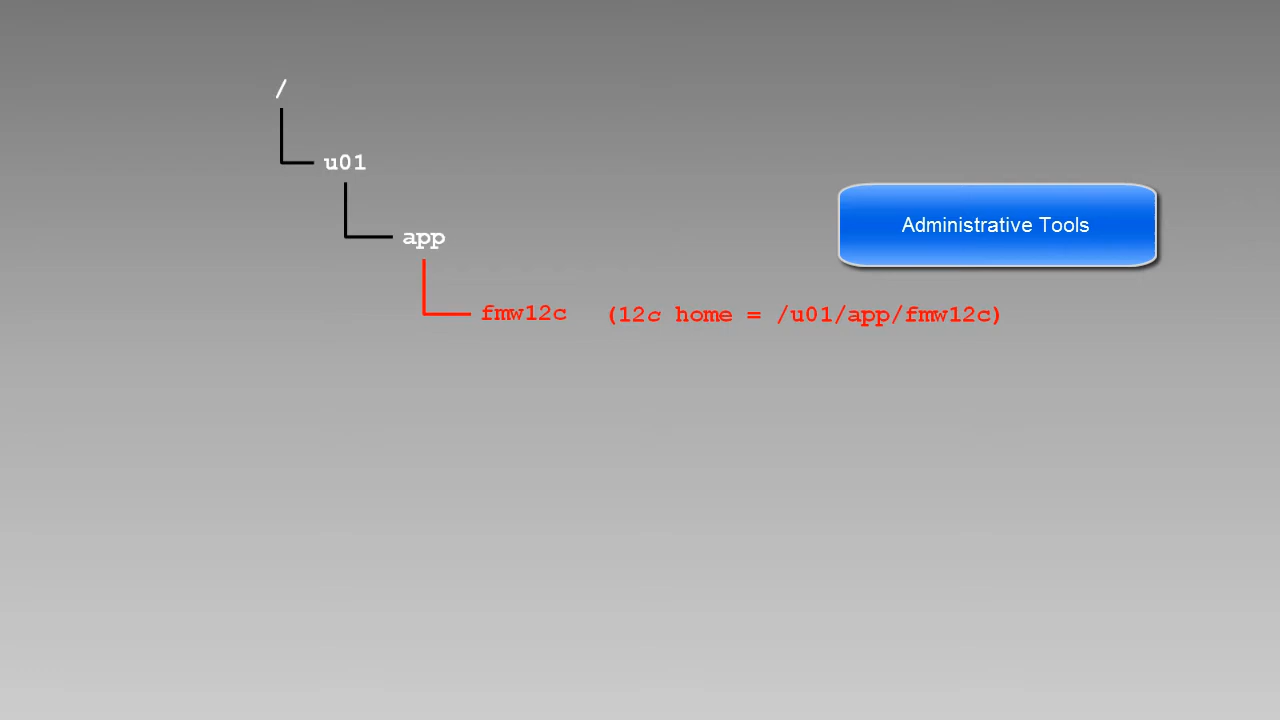 /
u01
Administrative Tools
app
fmw12c (12c home = /u01/app/fmw12c)